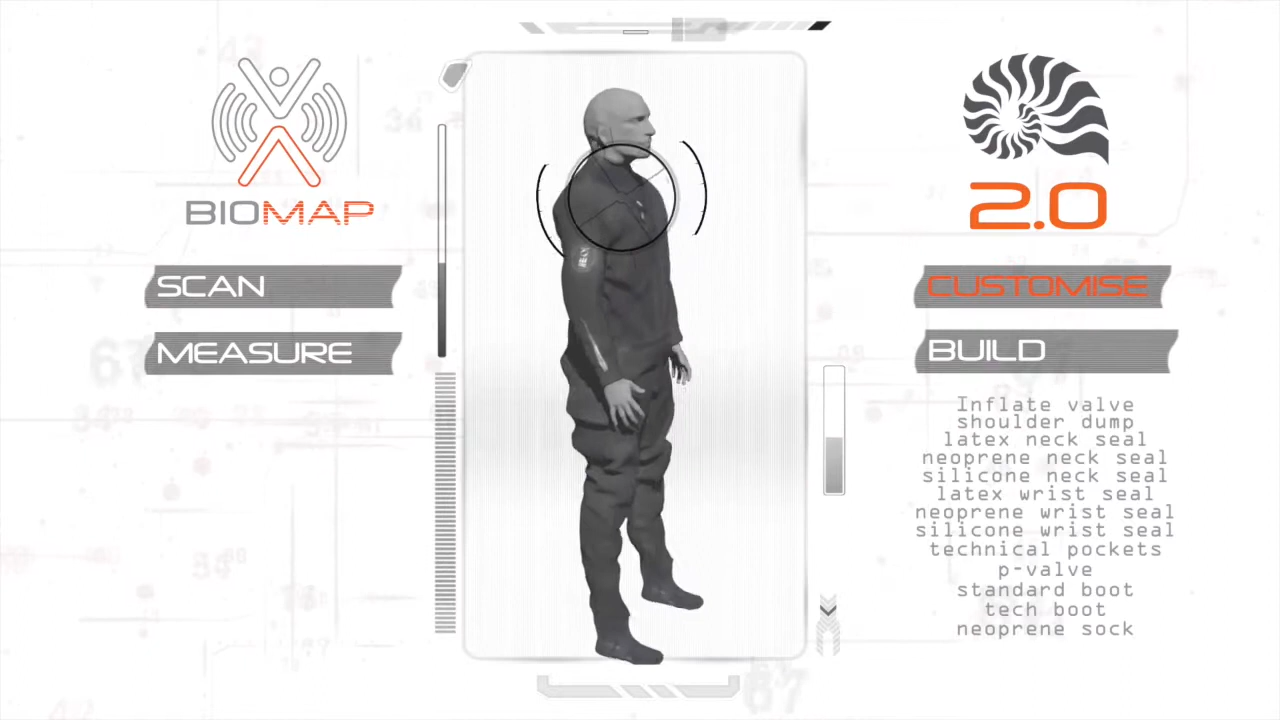 BIOMAP
SCAN
MEASURE
2.0
CUSTOMISE
BUILD
Inflate valve
shoulder dump
latex neck seal
neoprene neck seal
silicone neck seal
latex wrist seal
neoprene wrist seal
silicone wrist seal
technical pockets
p-valve
standard boot
tech boot
neoprene sock